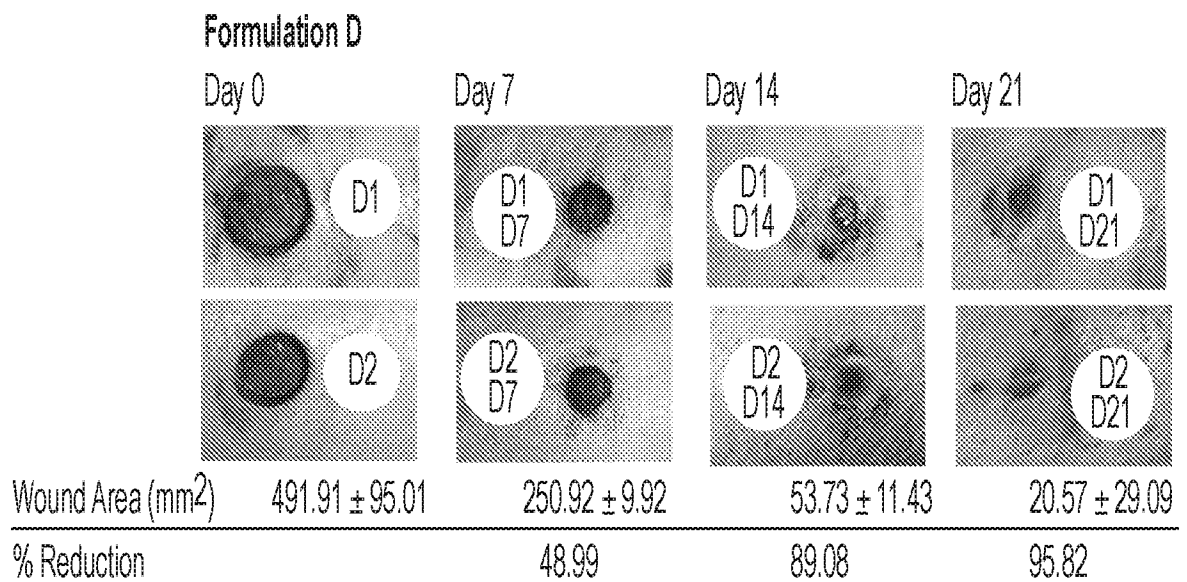 Formulation D
Day 0 Day 7 Day 14 Day 21
D1 D1 D1 D1
D7 D14 D21
D2 D2 D2 D2
D7 D14 D21
Wound Area (mm2) 491.91 ± 95.01 250.92 ± 9.92 53.73 ± 11.43 20.57 ± 29.09
% Reduction 48.99 89.08 95.82